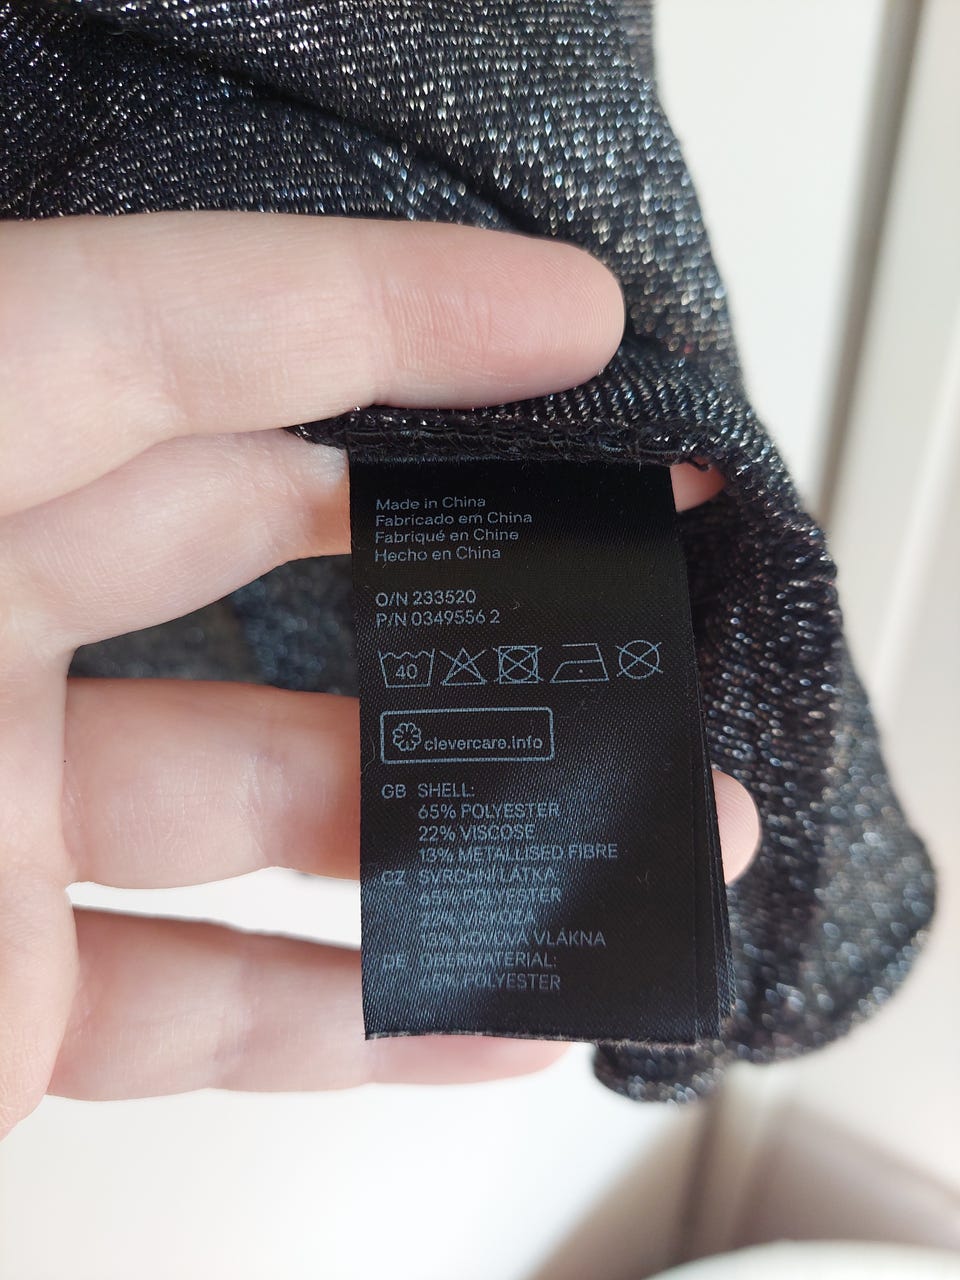 Made in China
Fabricado em China
Fabriqué en Chine
Hecho en China
O/N 233520
P/N 0349556 2
40
clevercare.info
GB SHELL:
65% POLYESTER
22% VISCOSE
13% METALLISED FIBRE
CZ SVRCHNÍ LÁTKA:
65% POLYESTER
22% VISKÓZA
13% KOVOVÁ VLÁKNA
DE OBERMATERIAL:
65% POLYESTER